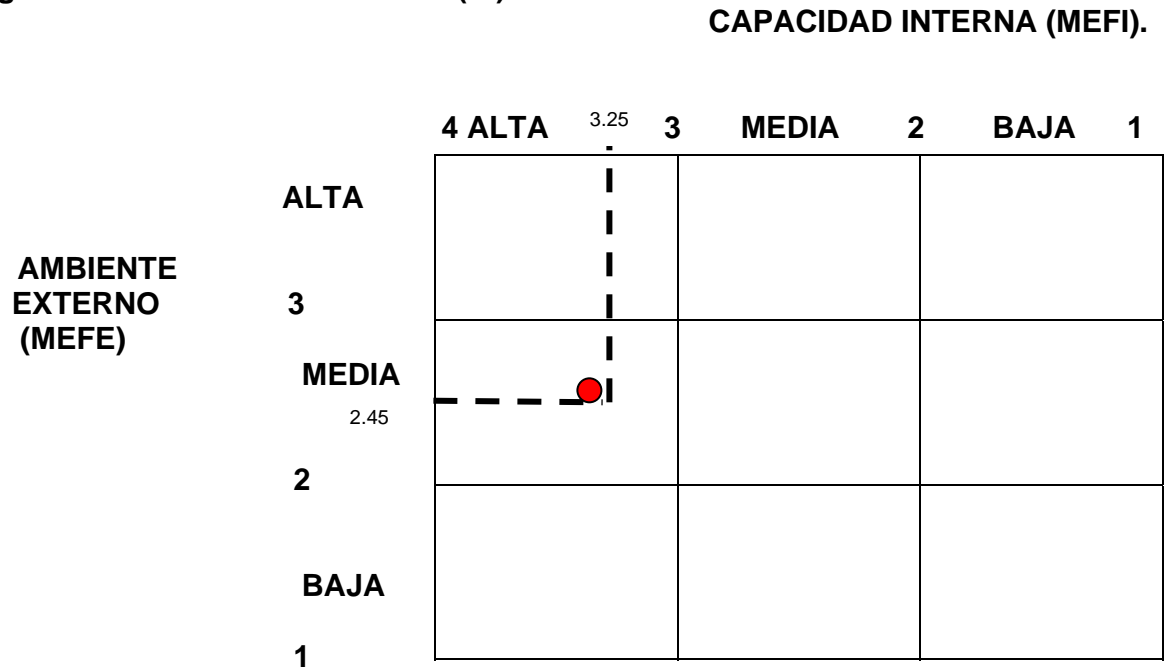 CAPACIDAD INTERNA (MEFI).
4 ALTA 3.25 3 MEDIA 2 BAJA 1
ALTA
AMBIENTE
EXTERNO 3
(MEFE)
MEDIA
2.45
2
BAJA
1